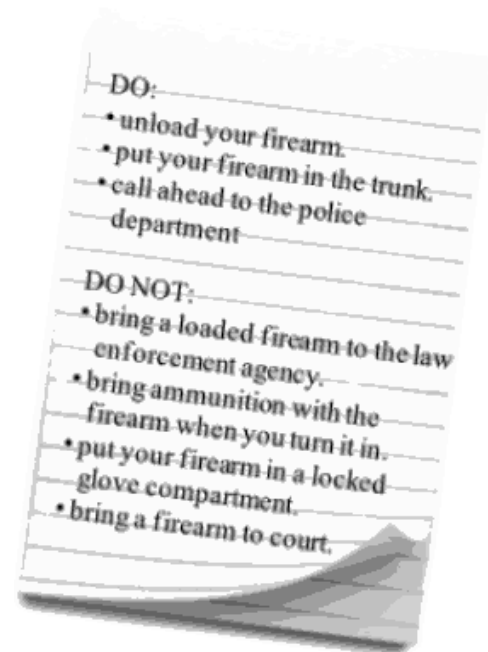 DO:
• unload your firearm.
• put your firearm in the trunk.
• call ahead to the police
department
DO NOT:
• bring a loaded firearm to the law
enforcement agency.
• bring ammunition with the
firearm when you turn it in.
• put your firearm in a locked
glove compartment.
• bring a firearm to court.